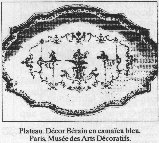 Plateau. Décor Bérain en camaïeu bleu.
Paris, Musée des Arts Décoratifs.